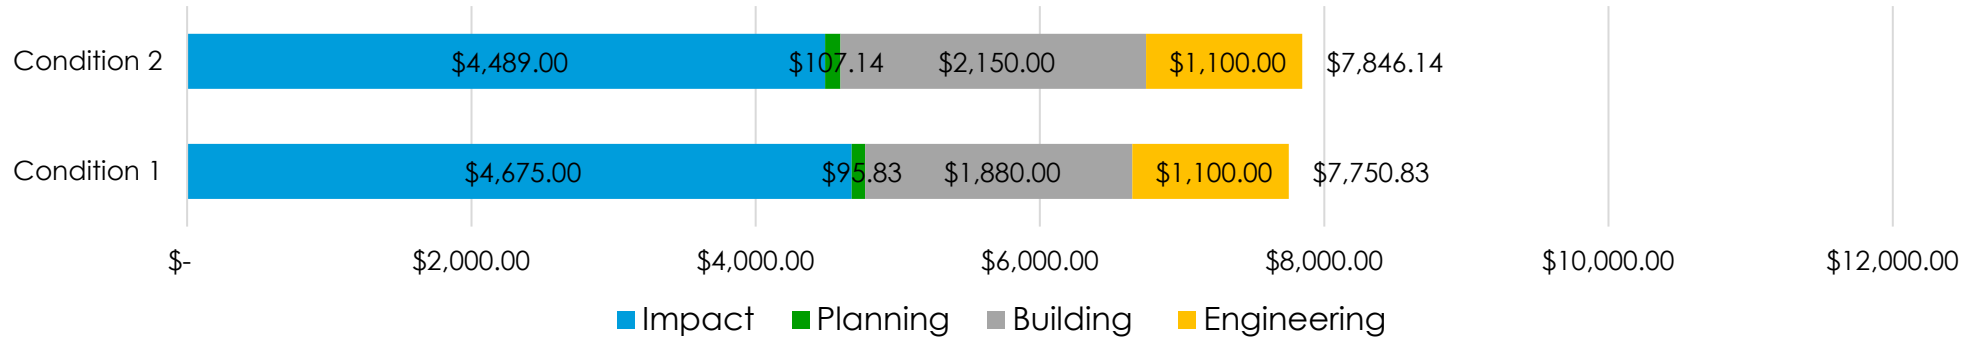 Condition 2 $4,489.00 $107.14 $2,150.00 $1,100.00 $7,846.14
Condition 1 $4,675.00 $95.83 $1,880.00 $1,100.00 $7,750.83
$- $2,000.00 $4,000.00 $6,000.00 $8,000.00 $10,000.00 $12,000.00
Impact Planning Building Engineering